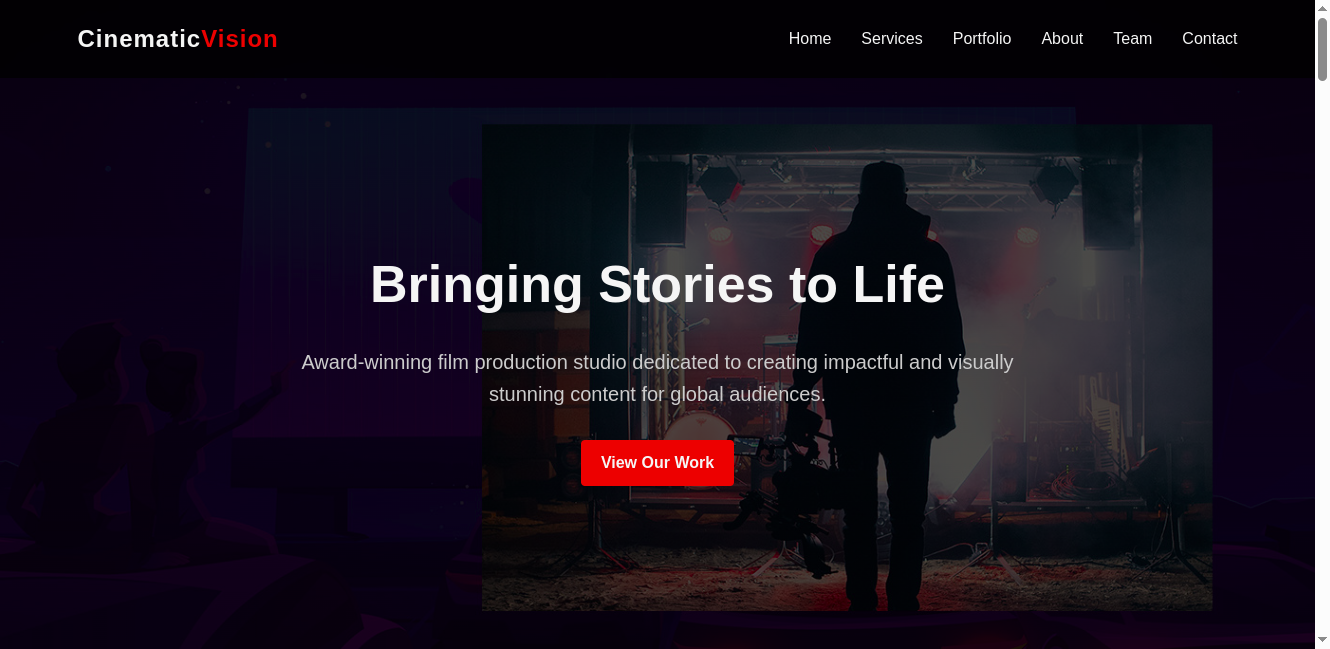 CinematicVision
Home Services Portfolio About Team Contact
Bringing Stories to Life
Award-winning film production studio dedicated to creating impactful and visually
stunning content for global audiences.
View Our Work